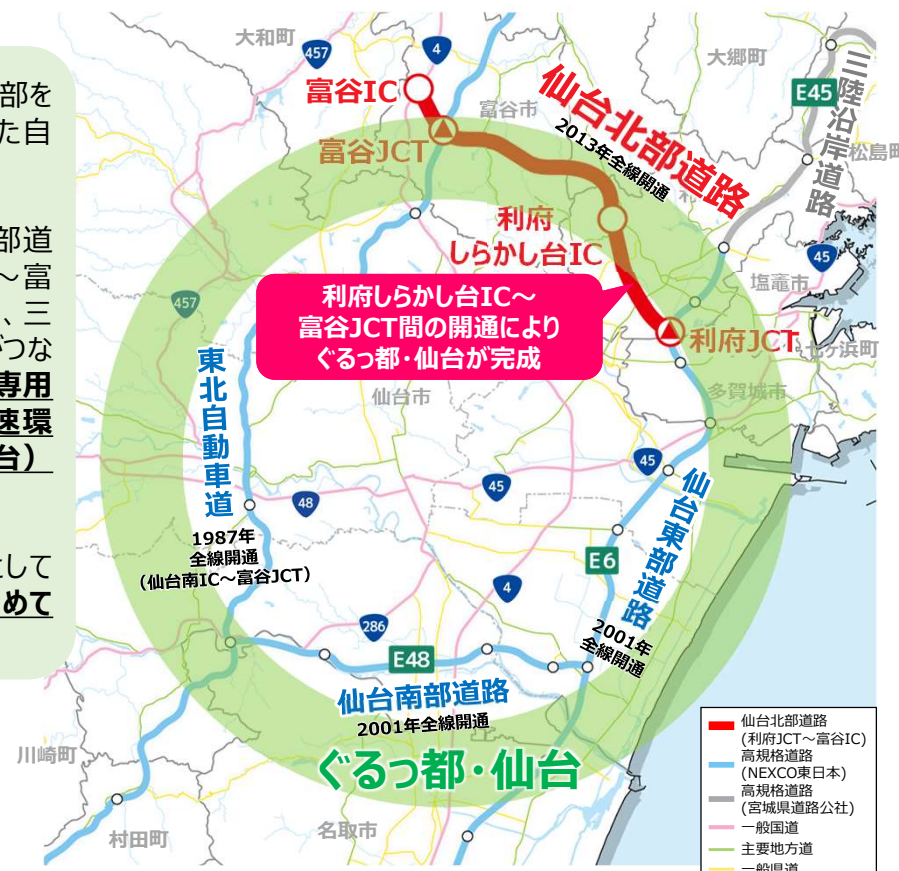 部を
た自
部道
～富
、三
がつな
専用
速環
台）
として
めて
大和町
457
4
大郷町
富谷IC
富谷市
仙台北部道路
2013年全線開通
E45
三陸沿岸道路
松島町
富谷JCT
利府
しらかし台IC
45
塩竈市
457
利府しらかし台IC～
富谷JCT間の開通により
ぐるっ都・仙台が完成
利府JCT
七ヶ浜町
東北自動車道
仙台市
多賀城市
45
45
48
仙台東部道路
1987年
全線開通
（仙台南IC～富谷JCT）
E6
4
286
2001年
全線開通
E48
仙台南部道路
2001年全線開通
川崎町
ぐるっ都・仙台
村田町
名取市
仙台北部道路
(利府JCT～富谷IC)
高規格道路
(NEXCO東日本)
高規格道路
(宮城県道路公社)
一般国道
主要地方道
一般県道